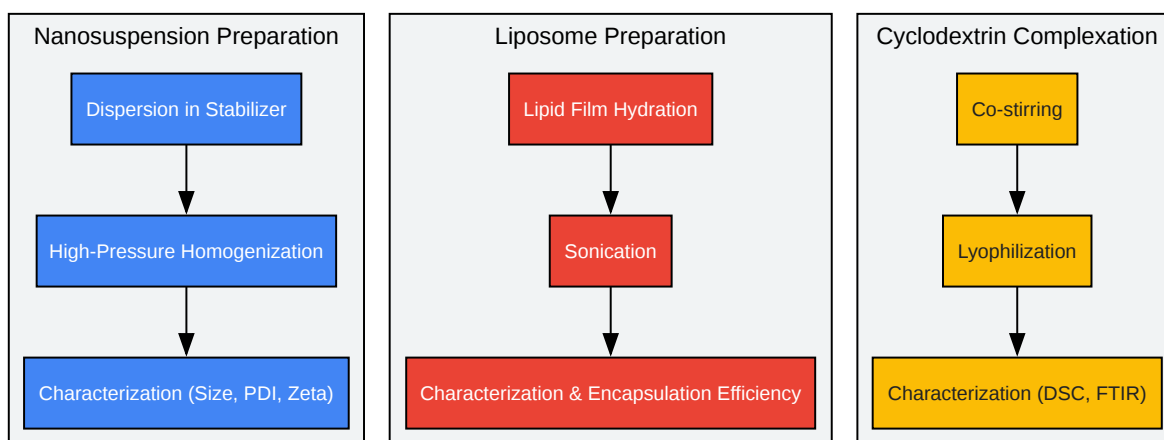 Nanosuspension Preparation
Dispersion in Stabilizer
High-Pressure Homogenization
Characterization (Size, PDI, Zeta)
Liposome Preparation
Lipid Film Hydration
Sonication
Characterization & Encapsulation Efficiency
Cyclodextrin Complexation
Co-stirring
Lyophilization
Characterization (DSC, FTIR)